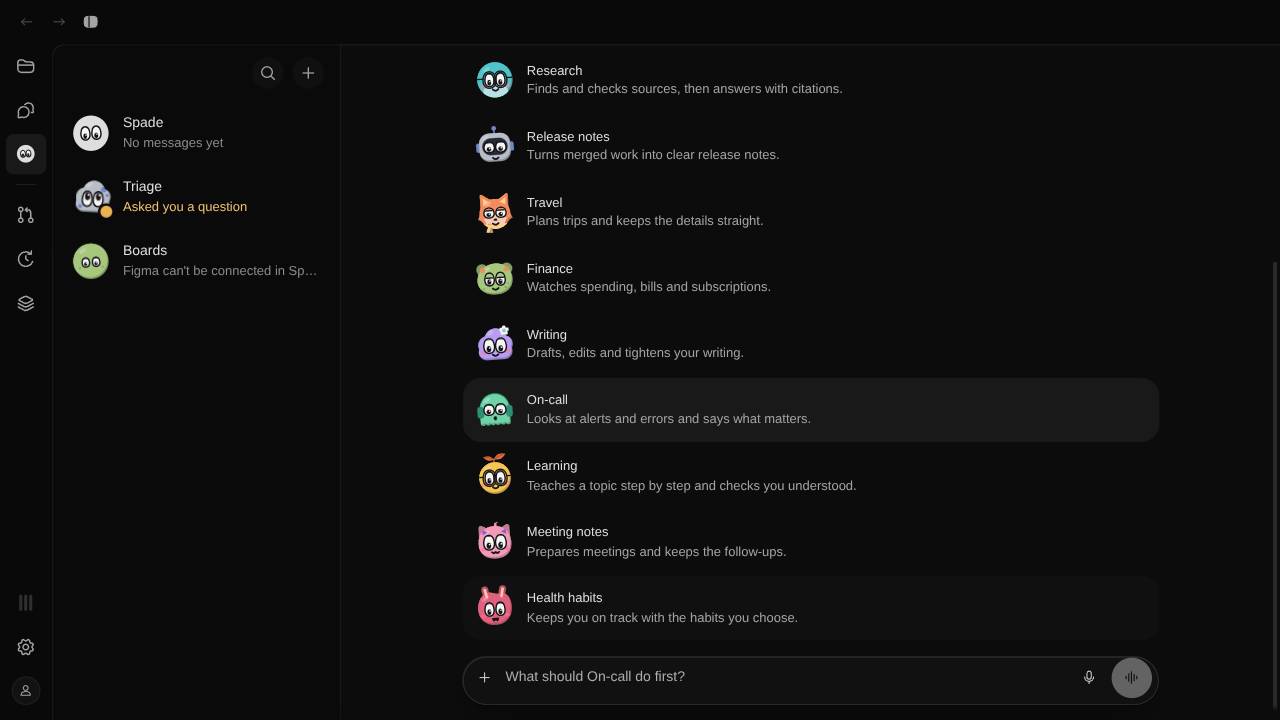 Spade
No messages yet
Triage
Asked you a question
Boards
Figma can't be connected in Sp…
Research
Finds and checks sources, then answers with citations.
Release notes
Turns merged work into clear release notes.
Travel
Plans trips and keeps the details straight.
Finance
Watches spending, bills and subscriptions.
Writing
Drafts, edits and tightens your writing.
On-call
Looks at alerts and errors and says what matters.
Learning
Teaches a topic step by step and checks you understood.
Meeting notes
Prepares meetings and keeps the follow-ups.
Health habits
Keeps you on track with the habits you choose.
What should On-call do first?